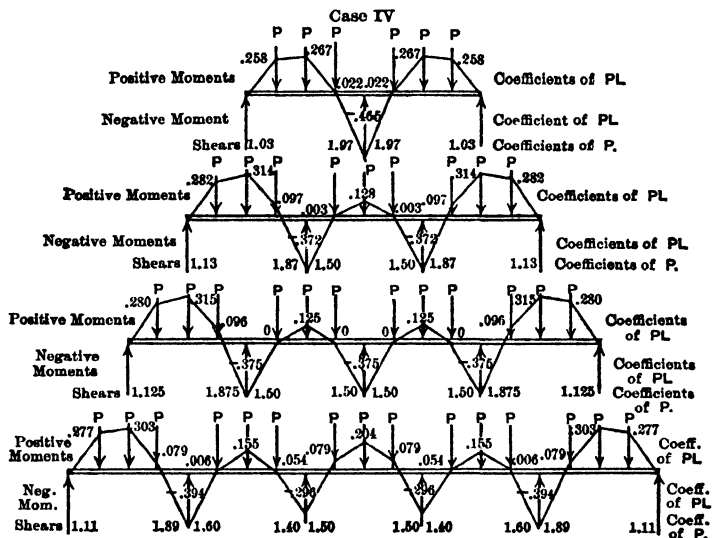 Case IV
P P P P P P
.258 .267 .267 .258
Positive Moments .022 .022 Coefficients of PL
Negative Moment -.465 Coefficient of PL
Shears 1.03 1.97 1.97 1.03 Coefficients of P.
P P P P P P P P P
.282 .314 .128 .314 .282
Positive Moments .097 .003 .003 .097 Coefficients of PL
Negative Moments -.372 -.372 Coefficients of PL
Shears 1.13 1.87 1.50 1.50 1.87 1.13 Coefficients of P.
P P P P P P P P P P P P
.280 .315 .125 .125 .315 .280
Positive Moments .096 0 0 0 0 .096 Coefficients of PL
Negative Moments -.375 -.375 -.375 Coefficients of PL
Shears 1.125 1.875 1.50 1.50 1.50 1.50 1.875 1.125 Coefficients of P.
P P P P P P P P P P P P P P P
.277 .303 .155 .204 .155 .303 .277
Positive Moments .079 .006 .054 .079 .079 .054 .006 .079 Coeff. of PL
Neg. Mom. -.394 -.296 -.296 -.394 Coeff. of PL
Shears 1.11 1.89 1.60 1.40 1.50 1.50 1.40 1.60 1.89 1.11 Coeff. of P.